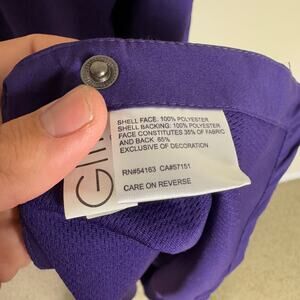 SHELL FACE: 100% POLYESTER
SHELL BACKING: 100% POLYESTER
FACE CONSTITUTES 35% OF FABRIC
AND BACK 65%
EXCLUSIVE OF DECORATION
RN#54163 CA#57151
CARE ON REVERSE